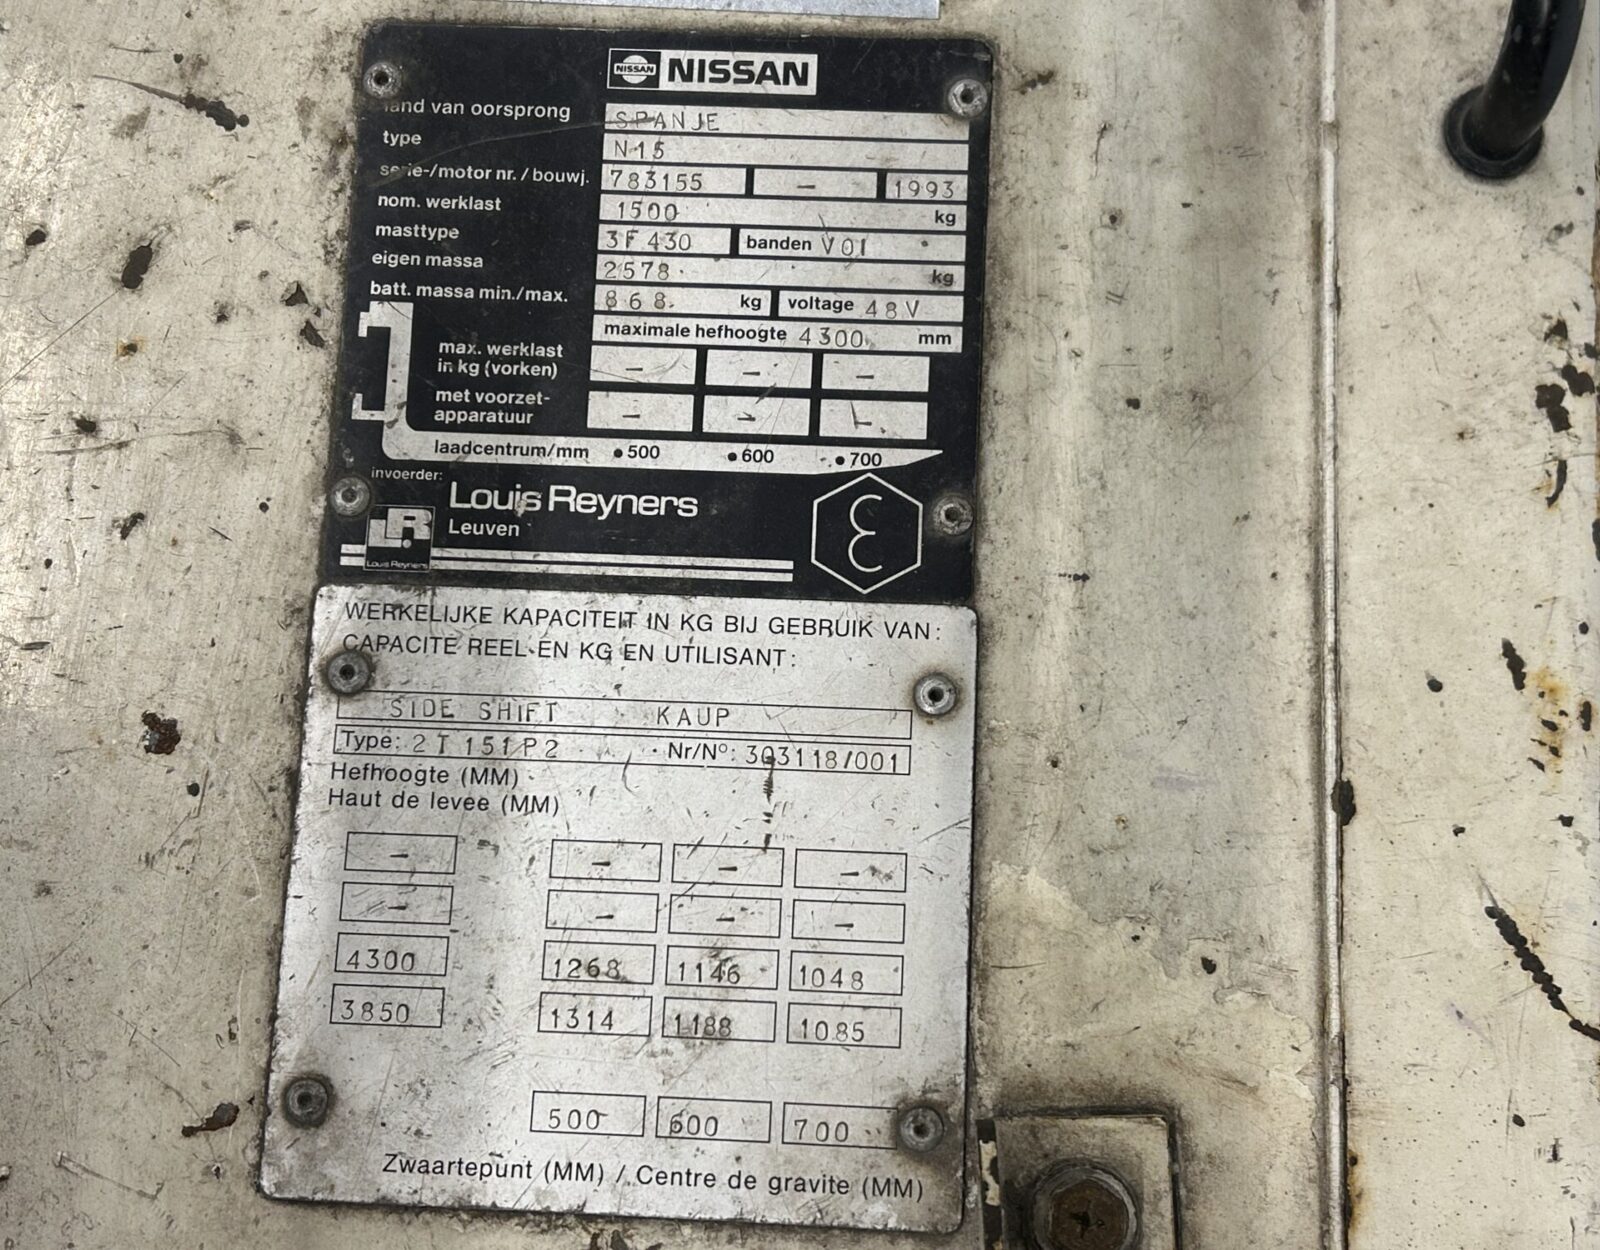 NISSAN NISSAN
land van oorsprong SPANJE
type N15
serie-/motor nr. / bouwj. 783155 - 1993
nom. werklast 1500 kg
masttype 3F430 banden V01
eigen massa 2578 kg
batt. massa min./max. 868 kg voltage 48V
maximale hefhoogte 4300 mm
max. werklast
in kg (vorken) - - -
met voorzet-
apparatuur - - -
laadcentrum/mm •500 •600 •700
invoerder:
Louis Reyners
Leuven
LR
Louis Reyners
WERKELIJKE KAPACITEIT IN KG BIJ GEBRUIK VAN:
CAPACITE REEL EN KG EN UTILISANT:
SIDE SHIFT KAUP
Type: 2T151P2 Nr/N°: 303118/001
Hefhoogte (MM)
Haut de levee (MM)
- - - -
- - - -
4300 1268 1146 1048
3850 1314 1188 1085
500 600 700
Zwaartepunt (MM) / Centre de gravite (MM)